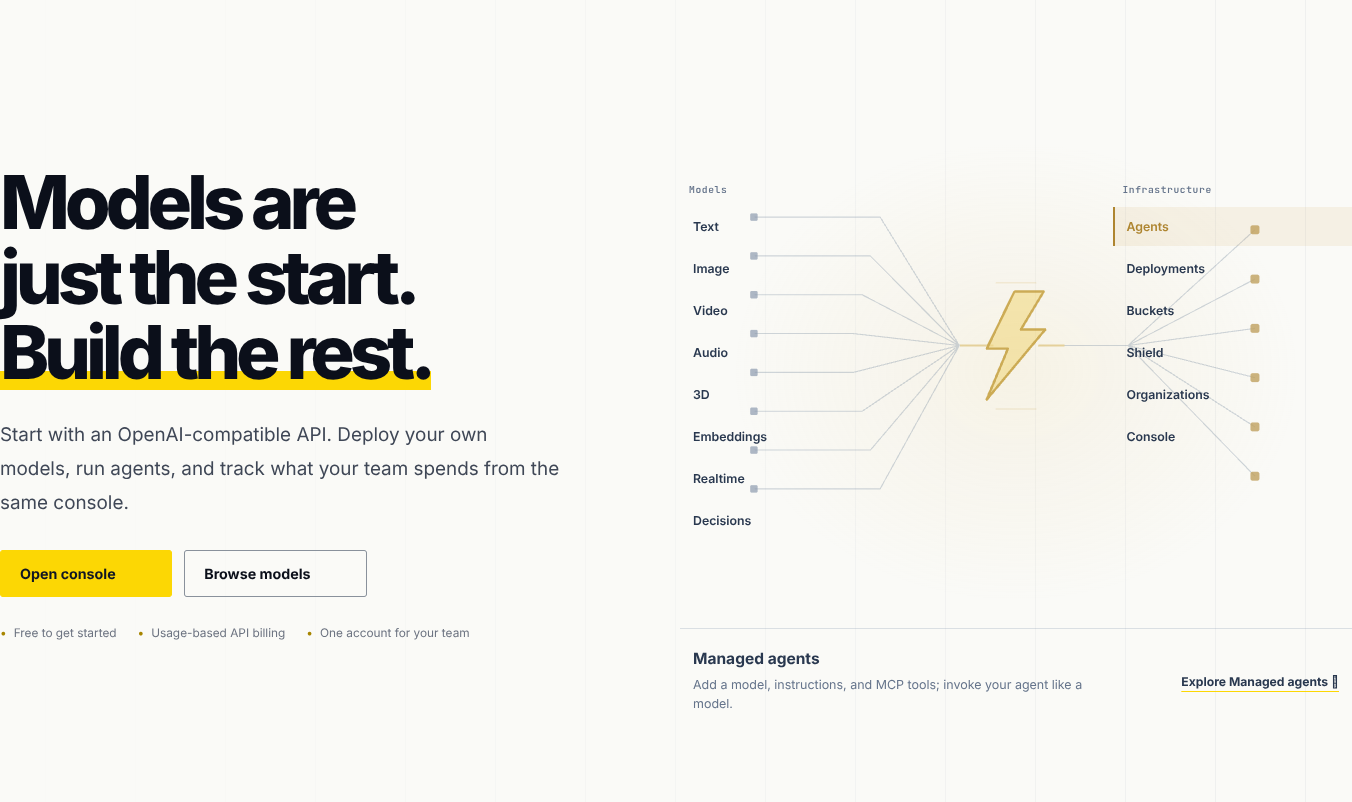 Models are
just the start.
Build the rest.
Start with an OpenAI-compatible API. Deploy your own
models, run agents, and track what your team spends from the
same console.
Open console
Browse models
• Free to get started
• Usage-based API billing
• One account for your team
Models
Text
Image
Video
Audio
3D
Embeddings
Realtime
Decisions
Infrastructure
Agents
Deployments
Buckets
Shield
Organizations
Console
Managed agents
Add a model, instructions, and MCP tools; invoke your agent like a
model.
Explore Managed agents